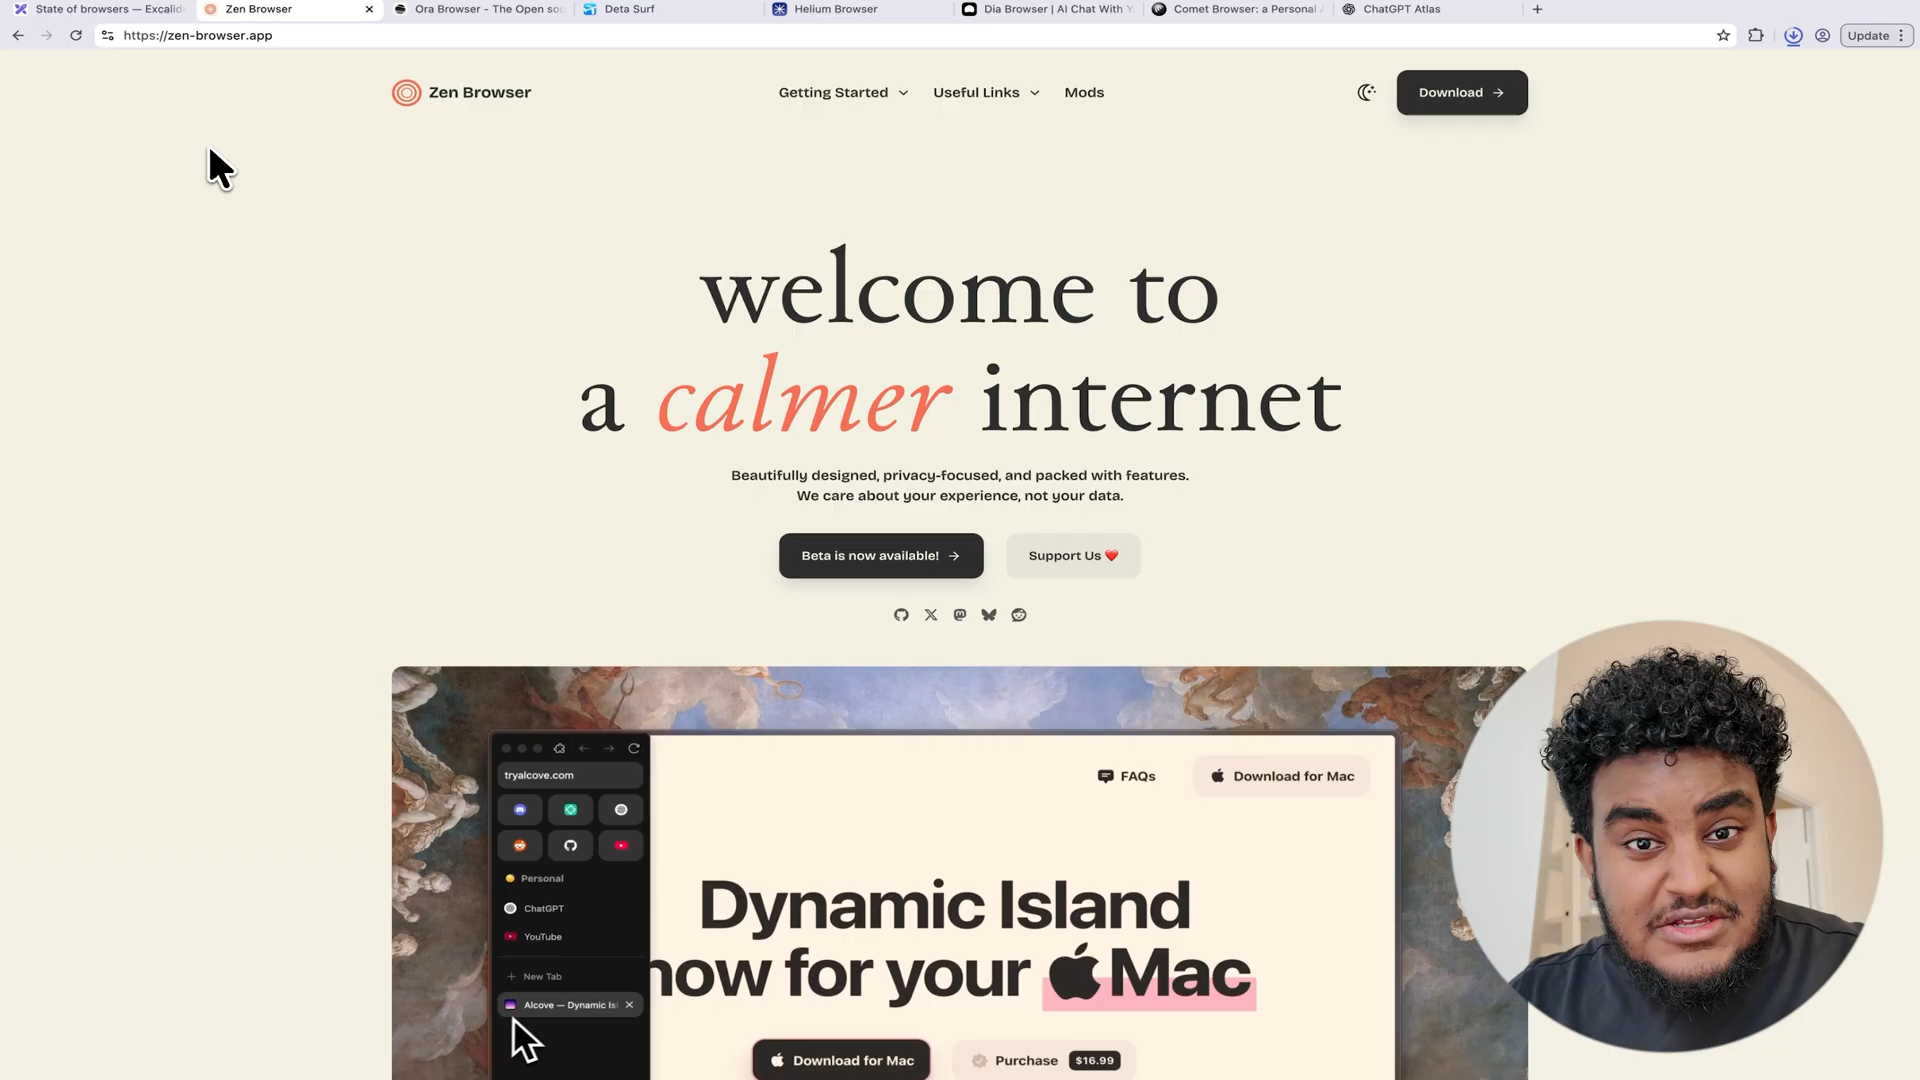 State of browsers — Excalid
Zen Browser
Ora Browser - The Open sou
Deta Surf
Helium Browser
Dia Browser | AI Chat With Y
Comet Browser: a Personal A
ChatGPT Atlas
https://zen-browser.app
Update
Zen Browser
Getting Started
Useful Links
Mods
Download
welcome to
a calmer internet
Beautifully designed, privacy-focused, and packed with features.
We care about your experience, not your data.
Beta is now available!
Support Us ❤️
tryalcove.com
FAQs
Download for Mac
Personal
ChatGPT
YouTube
New Tab
Alcove — Dynamic Isl
Dynamic Island
now for your Mac
Download for Mac
Purchase $16.99